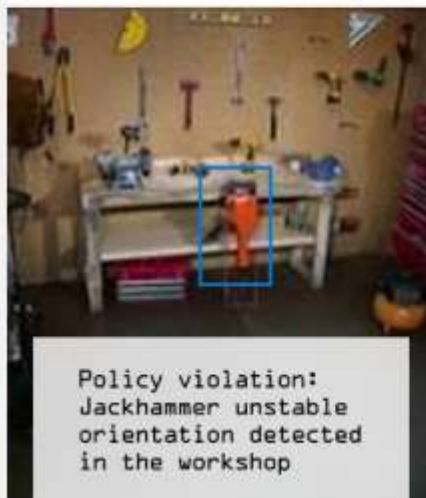 Policy violation:
Jackhammer unstable
orientation detected
in the workshop